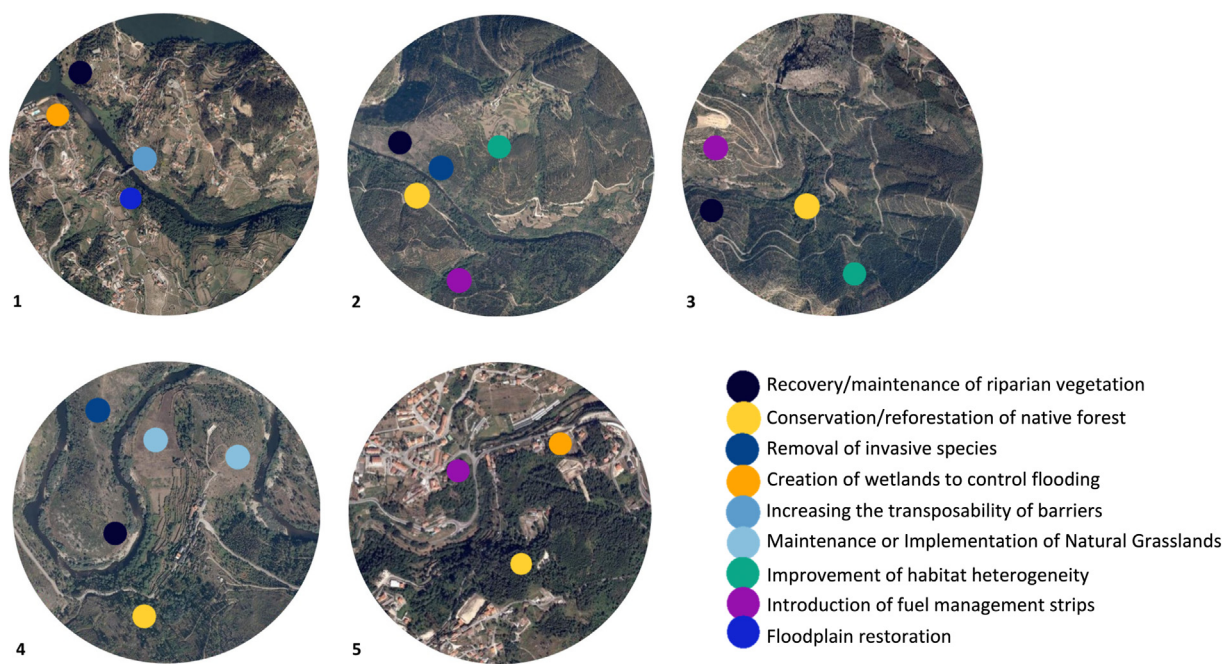 1
2
3
4
5
Recovery/maintenance of riparian vegetation
Conservation/reforestation of native forest
Removal of invasive species
Creation of wetlands to control flooding
Increasing the transposability of barriers
Maintenance or Implementation of Natural Grasslands
Improvement of habitat heterogeneity
Introduction of fuel management strips
Floodplain restoration